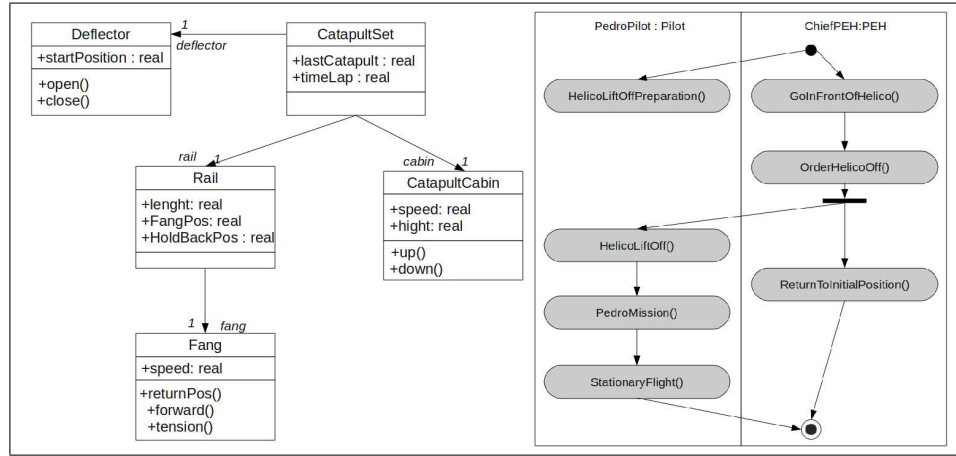 Deflector
+startPosition : real
+open()
+close()
1
deflector
CatapultSet
+lastCatapult : real
+timeLap : real
rail 1
Rail
+lenght: real
+FangPos: real
+HoldBackPos : real
cabin 1
CatapultCabin
+speed: real
+hight: real
+up()
+down()
1 fang
Fang
+speed: real
+returnPos()
+forward()
+tension()
PedroPilot : Pilot
ChiefPEH:PEH
HelicoLiftOffPreparation()
GoInFrontOfHelico()
OrderHelicoOff()
HelicoLiftOff()
ReturnToInitialPosition()
PedroMission()
StationaryFlight()